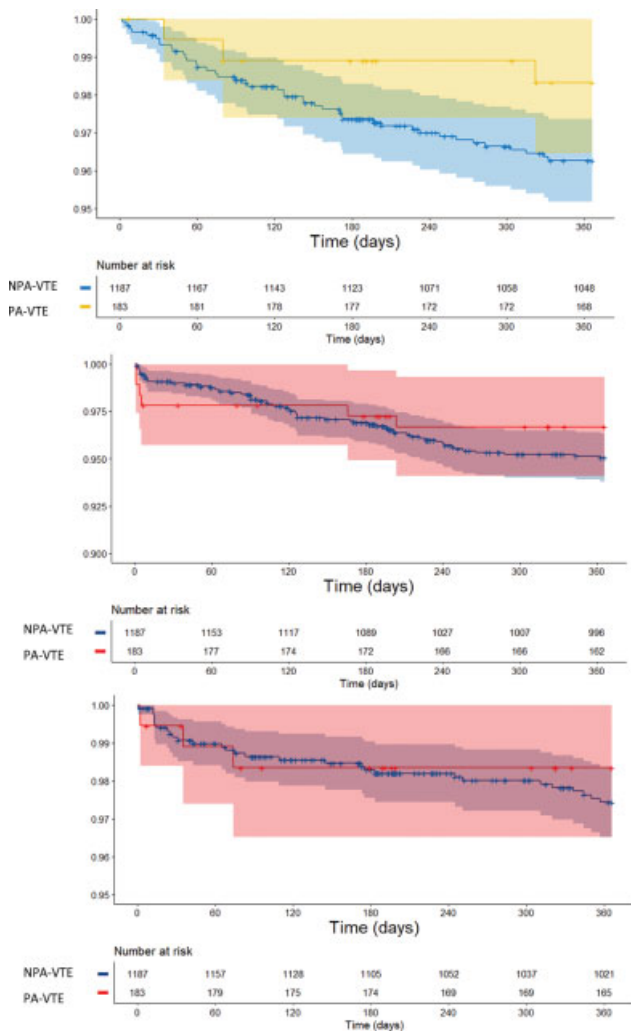 1.00
0.99
0.98
0.97
0.96
0.95
0 60 120 180 240 300 360
Time (days)
Number at risk
NPA-VTE 1187 1167 1143 1123 1071 1058 1048
PA-VTE 183 181 178 177 172 172 168
0 60 120 180 240 300 360
Time (days)
1.000
0.975
0.950
0.925
0.900
0 60 120 180 240 300 360
Time (days)
Number at risk
NPA-VTE 1187 1153 1117 1089 1027 1007 996
PA-VTE 183 177 174 172 166 166 162
0 60 120 180 240 300 360
Time (days)
1.00
0.99
0.98
0.97
0.96
0.95
0 60 120 180 240 300 360
Time (days)
Number at risk
NPA-VTE 1187 1157 1128 1105 1052 1037 1021
PA-VTE 183 179 175 174 169 169 165
0 60 120 180 240 300 360
Time (days)